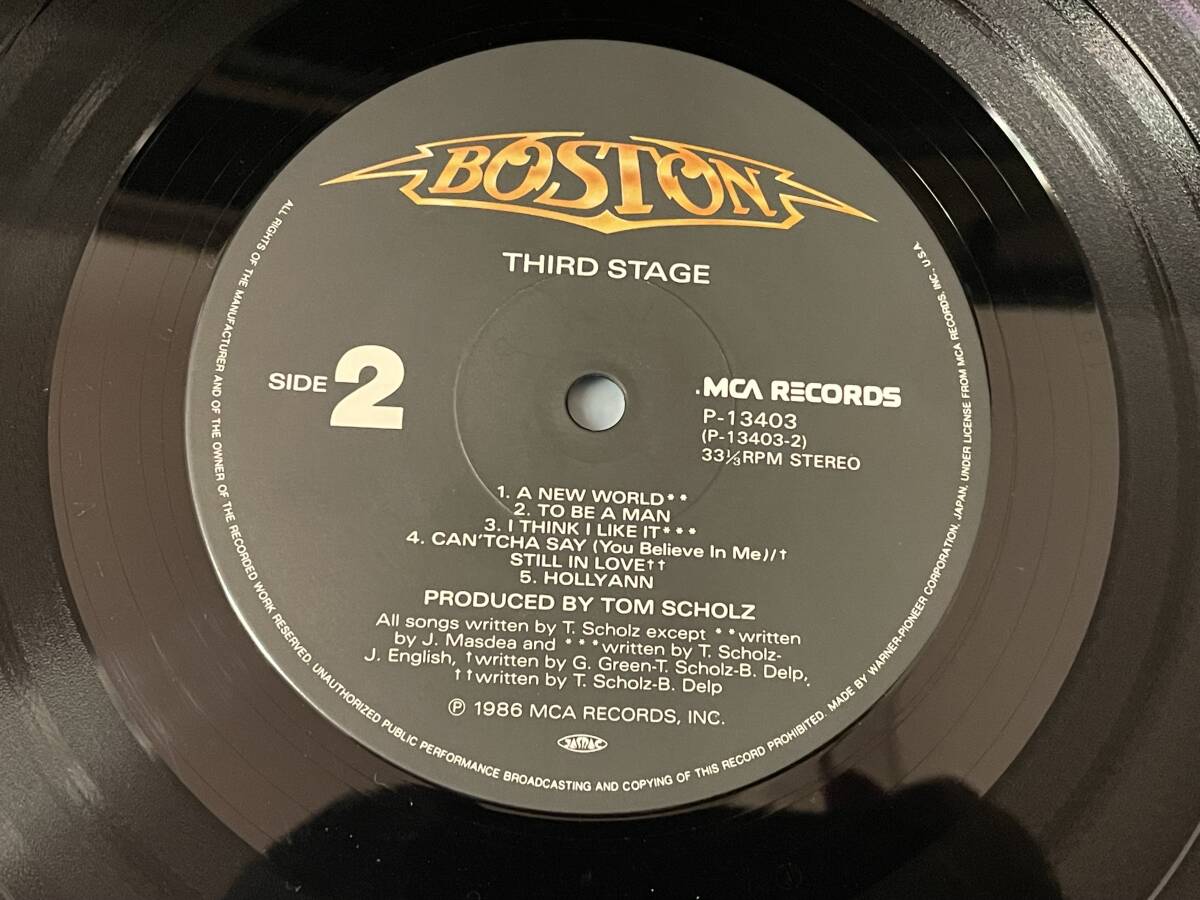 BOSTON
THIRD STAGE
SIDE 2
MCA RECORDS
P-13403
(P-13403-2)
33⅓RPM STEREO
1. A NEW WORLD**
2. TO BE A MAN
3. I THINK I LIKE IT***
4. CAN'TCHA SAY (You Believe In Me)/†
STILL IN LOVE††
5. HOLLYANN
PRODUCED BY TOM SCHOLZ
All songs written by T. Scholz except **written
by J. Masdea and ***written by T. Scholz-
J. English, †written by G. Green-T. Scholz-B. Delp,
††written by T. Scholz-B. Delp
℗ 1986 MCA RECORDS, INC.
JASRAC
ALL RIGHTS OF THE MANUFACTURER AND OF THE OWNER OF THE RECORDED WORK RESERVED. UNAUTHORIZED PUBLIC PERFORMANCE BROADCASTING AND COPYING OF THIS RECORD PROHIBITED. MADE BY WARNER-PIONEER CORPORATION, JAPAN, UNDER LICENSE FROM MCA RECORDS, INC., U.S.A.